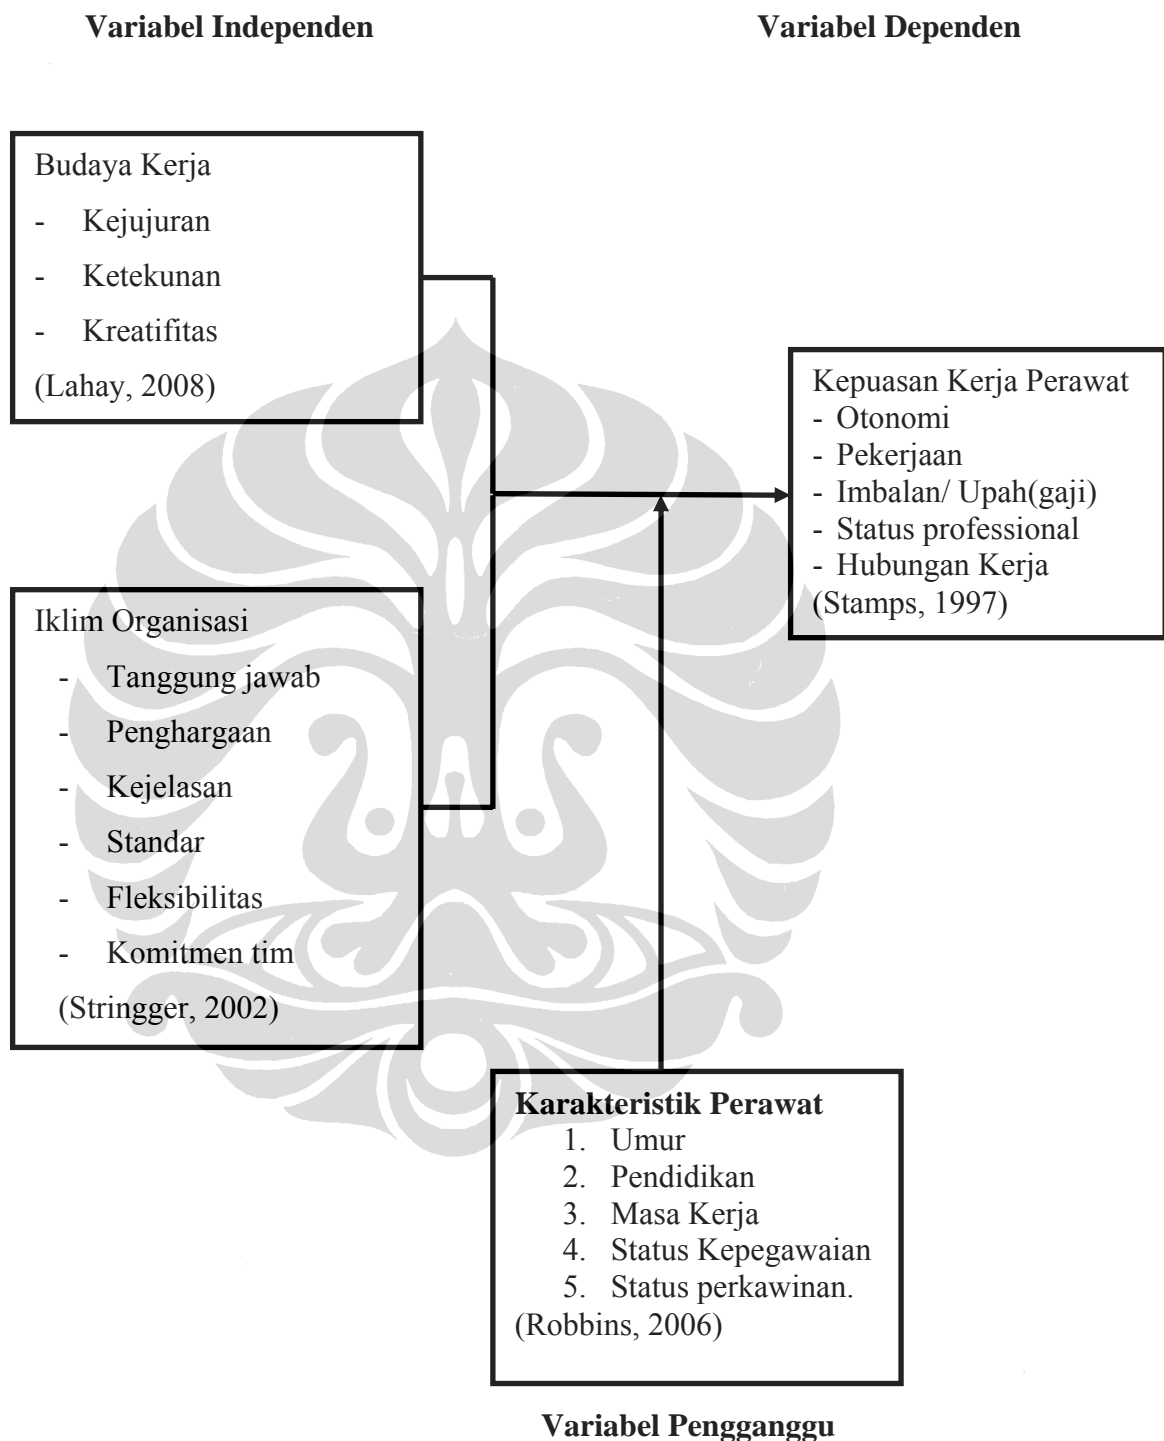 Variabel Independen
Variabel Dependen
Budaya Kerja
- Kejujuran
- Ketekunan
- Kreatifitas
(Lahay, 2008)
Kepuasan Kerja Perawat
- Otonomi
- Pekerjaan
- Imbalan/ Upah(gaji)
- Status professional
- Hubungan Kerja
(Stamps, 1997)
Iklim Organisasi
- Tanggung jawab
- Penghargaan
- Kejelasan
- Standar
- Fleksibilitas
- Komitmen tim
(Stringger, 2002)
Karakteristik Perawat
1. Umur
2. Pendidikan
3. Masa Kerja
4. Status Kepegawaian
5. Status perkawinan.
(Robbins, 2006)
Variabel Pengganggu